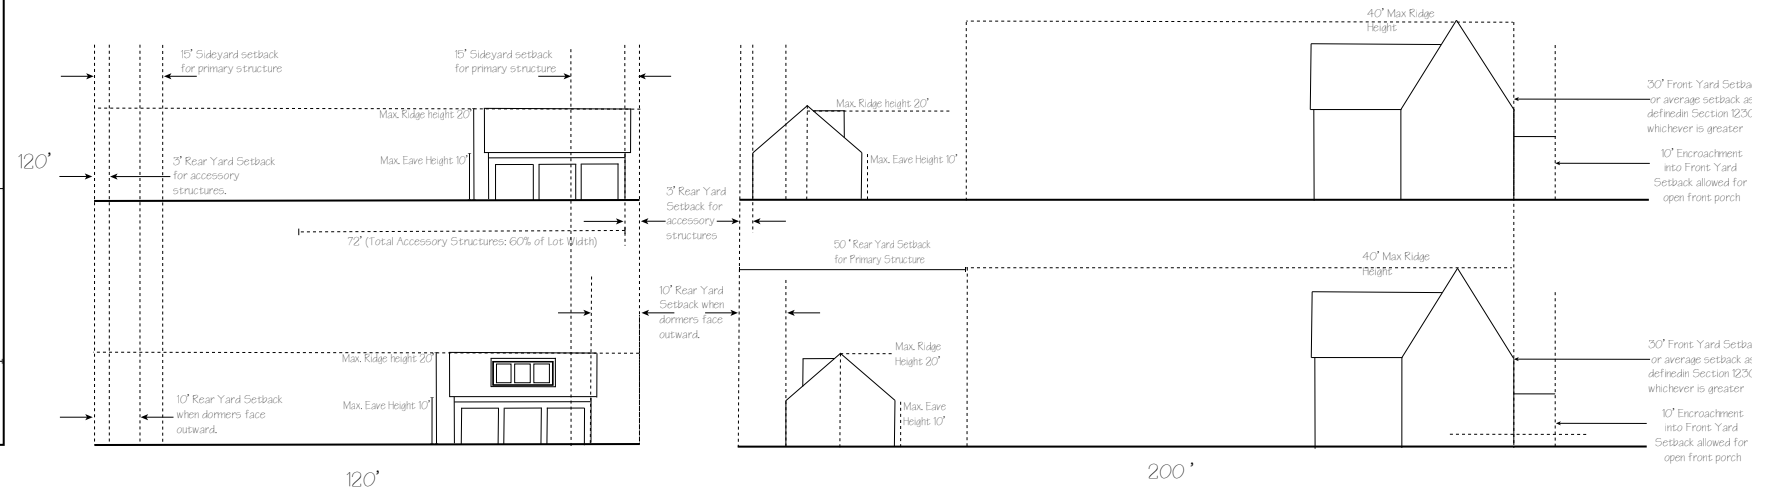 40' Max Ridge
Height
15' Sideyard setback
for primary structure
15' Sideyard setback
for primary structure
30' Front Yard Setba
or average setback as
definedin Section 1230
whichever is greater
Max. Ridge height 20'
Max. Ridge height 20'
120'
3' Rear Yard Setback
for accessory
structures.
Max. Eave Height 10'
Max. Eave Height 10'
10' Encroachment
into Front Yard
Setback allowed for
open front porch
3' Rear Yard
Setback for
accessory
structures
72' (Total Accessory Structures: 60% of Lot Width)
50 ' Rear Yard Setback
for Primary Structure
40' Max Ridge
Height
10' Rear Yard
Setback when
dormers face
outward.
Max. Ridge height 20'
Max. Ridge
Height 20'
30' Front Yard Setba
or average setback as
definedin Section 1230
whichever is greater
10' Rear Yard Setback
when dormers face
outward.
Max. Eave Height 10'
Max. Eave
Height 10'
10' Encroachment
into Front Yard
Setback allowed for
open front porch
120'
200 '